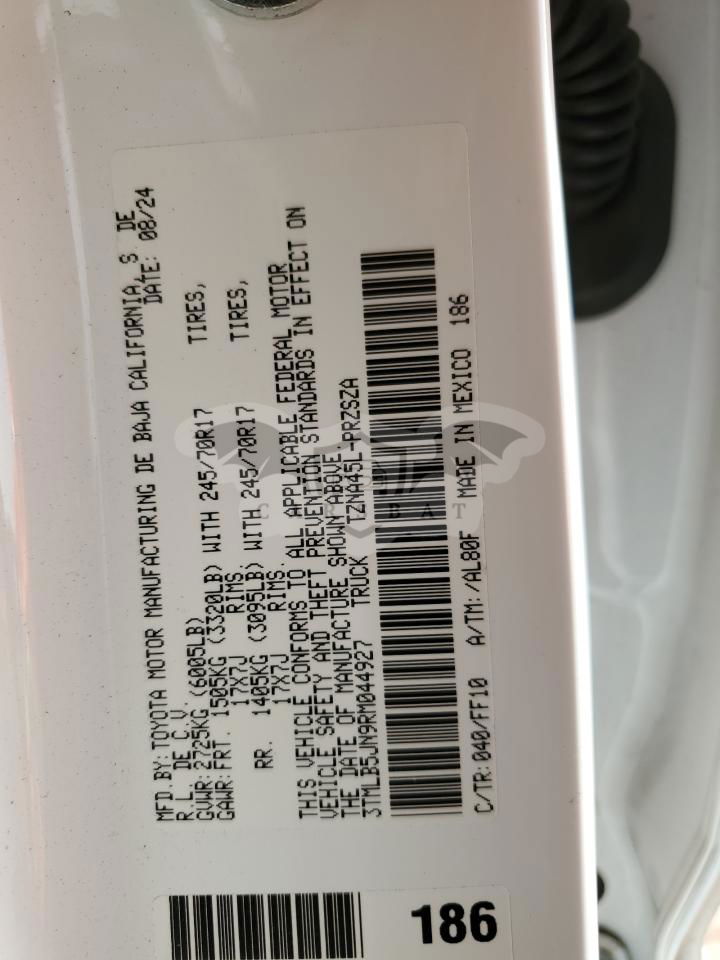 MFD.BY:TOYOTA MOTOR MANUFACTURING DE BAJA CALIFORNIA,S. DE
R.L. DE C.V. DATE: 08/24
GVWR:2725KG (6005LB)
GAWR:FRT. 1505KG (3320LB) WITH 245/70R17 TIRES,
17X7J RIMS.
RR. 1405KG (3095LB) WITH 245/70R17 TIRES,
17X7J RIMS.
THIS VEHICLE CONFORMS TO ALL APPLICABLE FEDERAL MOTOR
VEHICLE SAFETY AND THEFT PREVENTION STANDARDS IN EFFECT ON
THE DATE OF MANUFACTURE SHOWN ABOVE.
3TMLB5JN9RM044927 TRUCK TZNA45L-PRZSZA
C/TR:040/FF10 A/TM:/AL80F MADE IN MEXICO 186
186
CARABAT